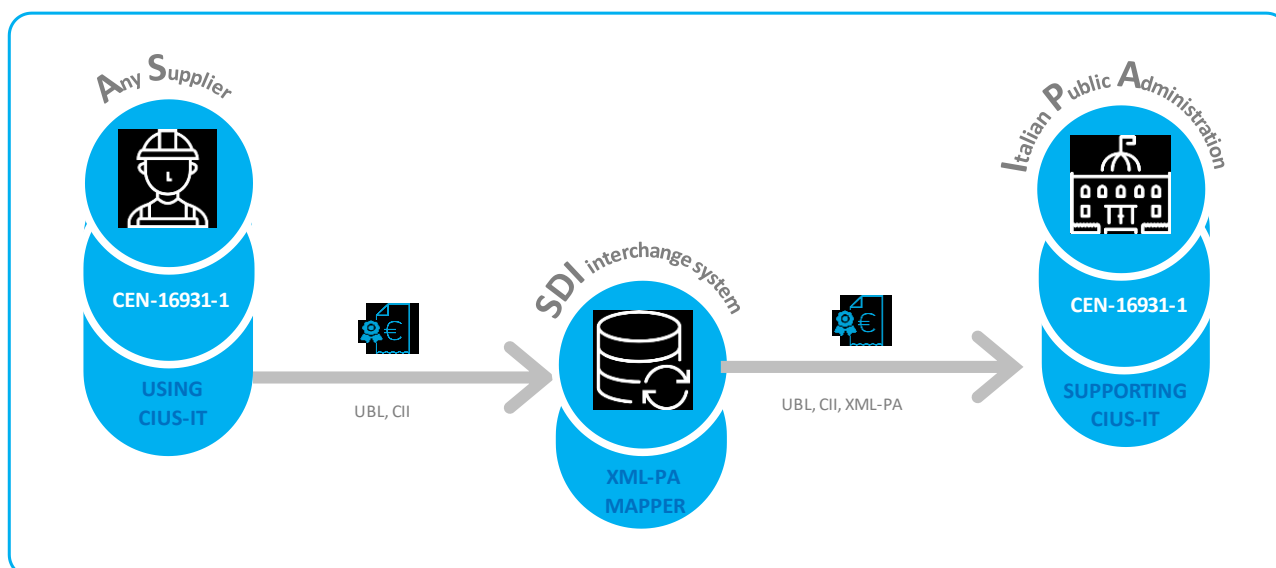 Any Supplier
CEN-16931-1
USING
CIUS-IT
UBL, CII
€
SDI interchange system
XML-PA
MAPPER
€
UBL, CII, XML-PA
Italian Public Administration
CEN-16931-1
SUPPORTING
CIUS-IT